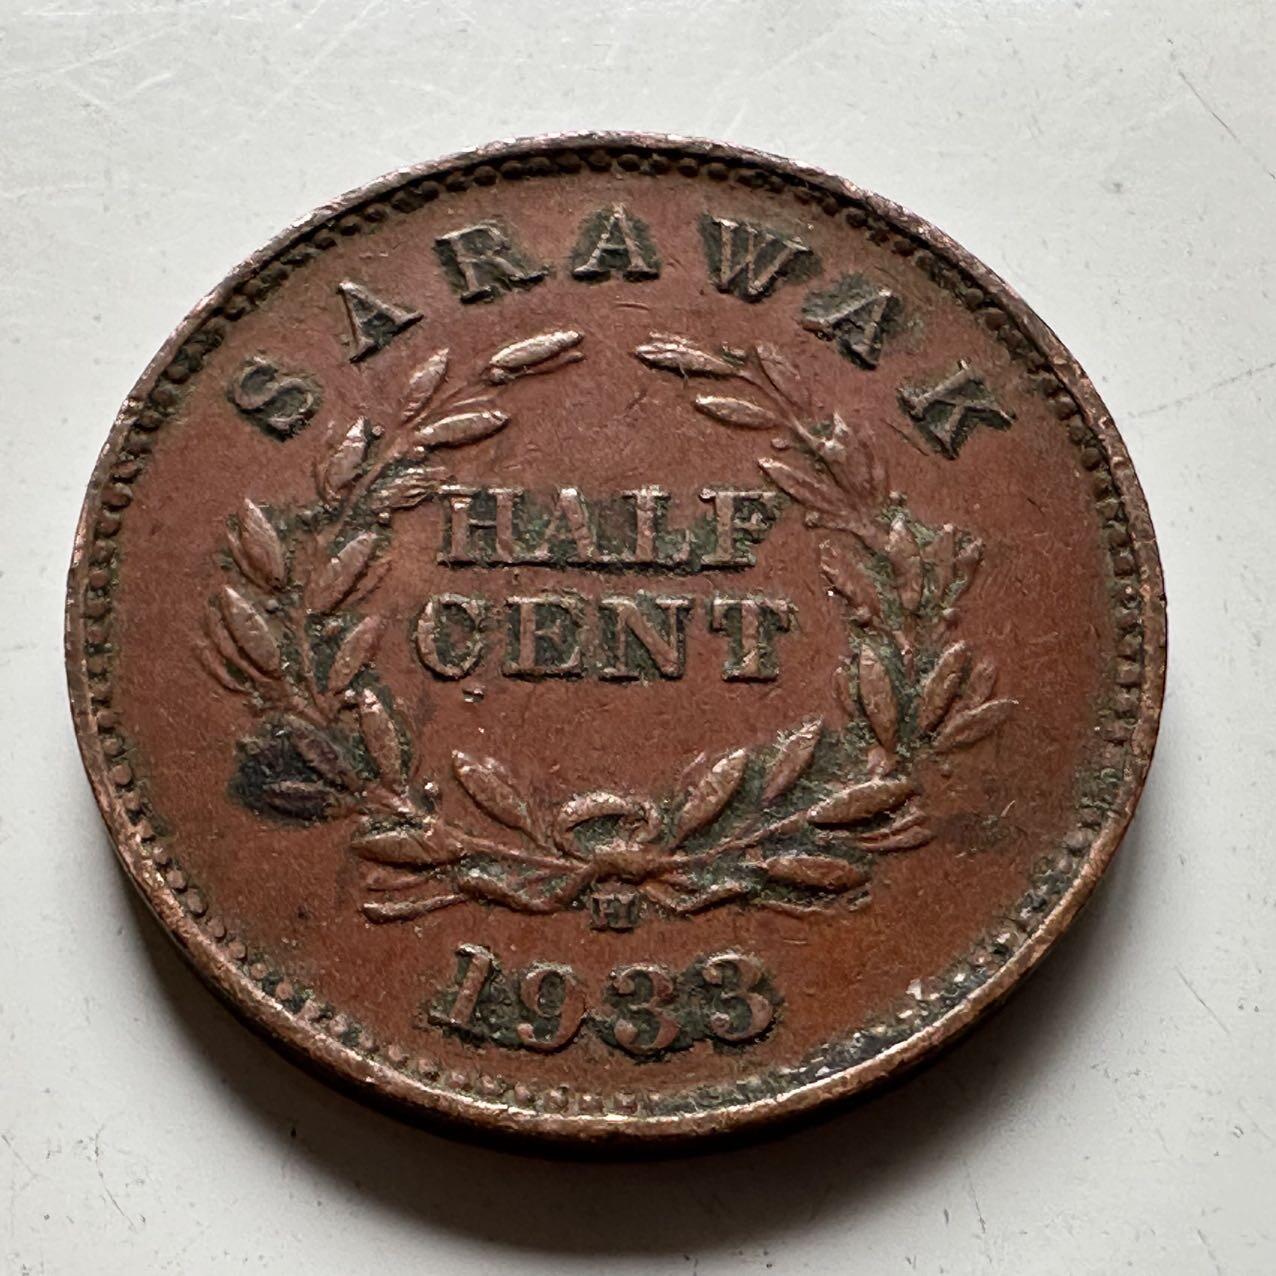 SARAWAK
HALF
CENT
H
1933